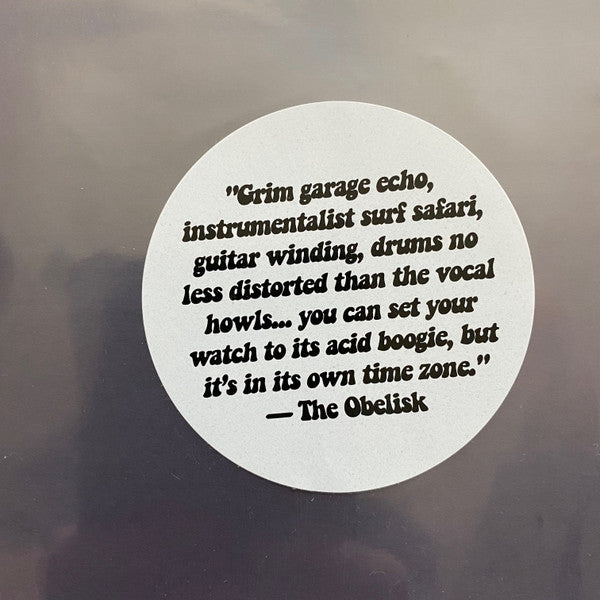 "Grim garage echo,
instrumentalist surf safari,
guitar winding, drums no
less distorted than the vocal
howls... you can set your
watch to its acid boogie, but
it's in its own time zone."
— The Obelisk